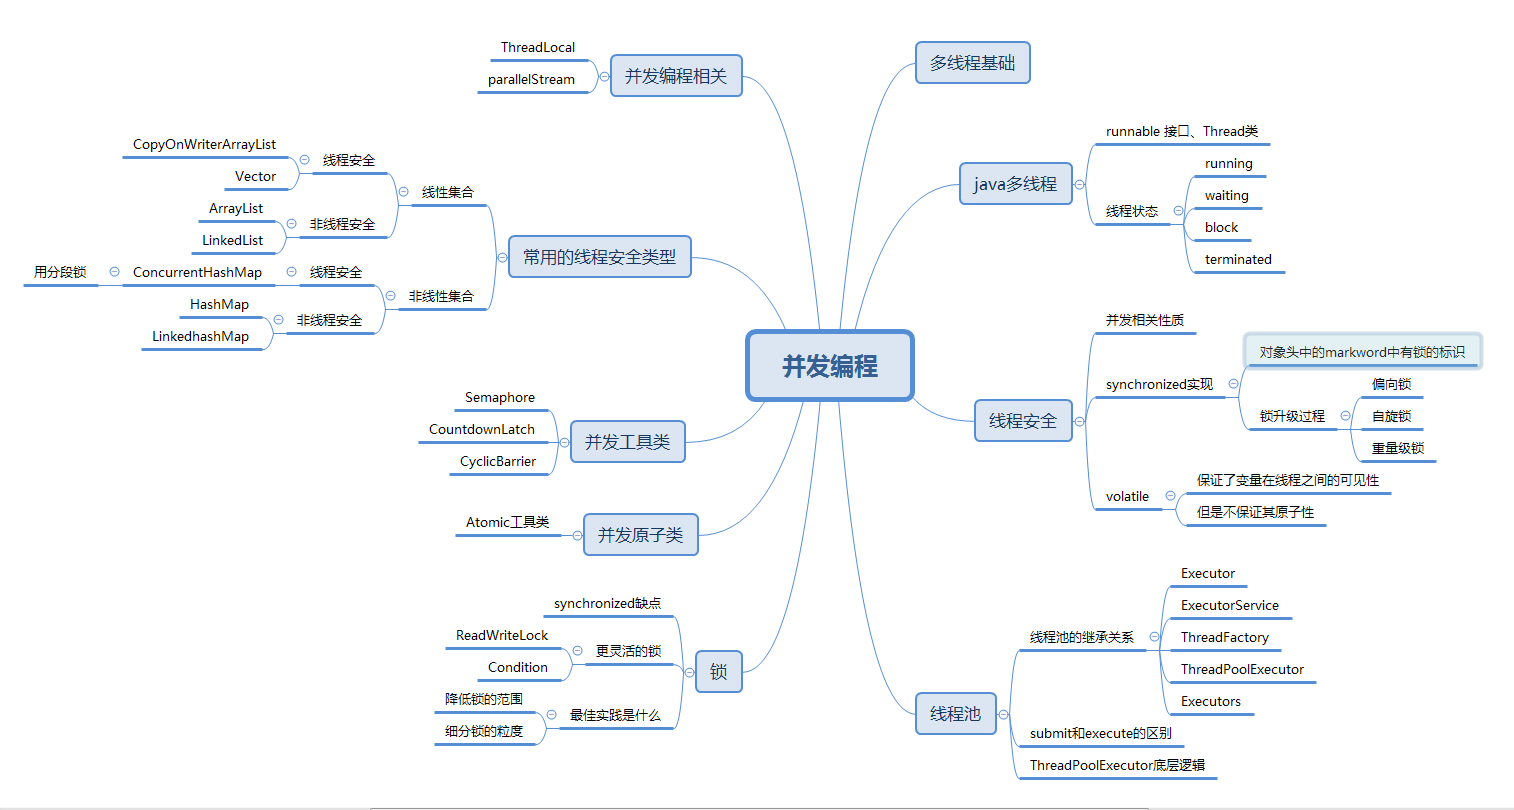 并发编程
多线程基础
java多线程
runnable 接口、Thread类
线程状态
running
waiting
block
terminated
线程安全
并发相关性质
synchronized实现
对象头中的markword中有锁的标识
锁升级过程
偏向锁
自旋锁
重量级锁
volatile
保证了变量在线程之间的可见性
但是不保证其原子性
线程池
线程池的继承关系
Executor
ExecutorService
ThreadFactory
ThreadPoolExecutor
Executors
submit和execute的区别
ThreadPoolExecutor底层逻辑
并发编程相关
ThreadLocal
parallelStream
常用的线程安全类型
线性集合
线程安全
CopyOnWriterArrayList
Vector
非线程安全
ArrayList
LinkedList
非线性集合
线程安全
ConcurrentHashMap
用分段锁
非线程安全
HashMap
LinkedhashMap
并发工具类
Semaphore
CountdownLatch
CyclicBarrier
并发原子类
Atomic工具类
锁
synchronized缺点
更灵活的锁
ReadWriteLock
Condition
最佳实践是什么
降低锁的范围
细分锁的粒度